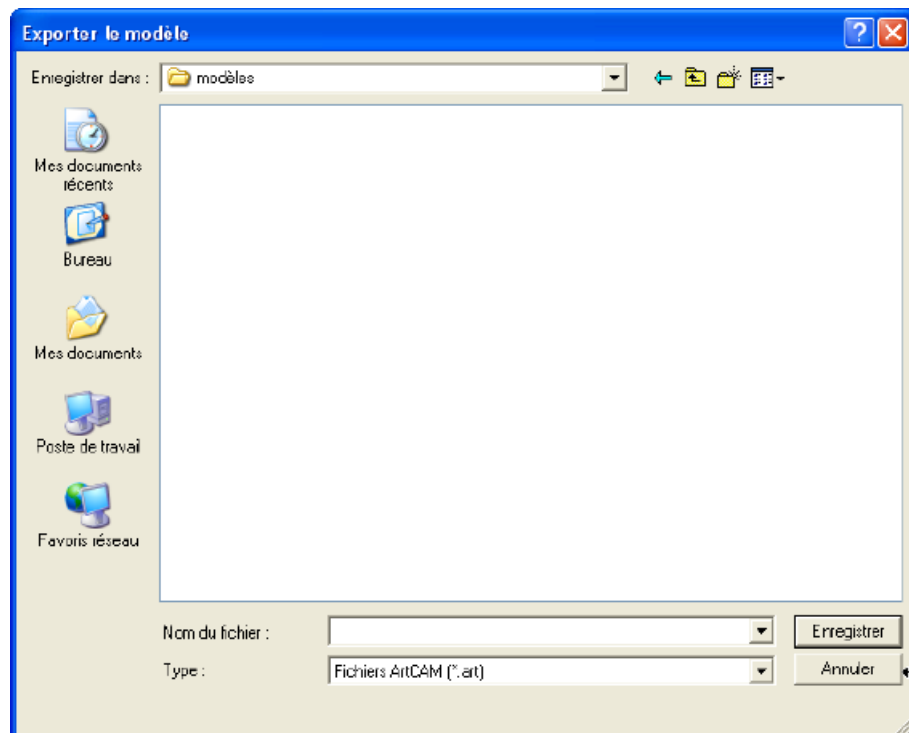 Exporter le modèle
Enregistrer dans :
modèles
Mes documents
récents
Bureau
Mes documents
Poste de travail
Favoris réseau
Nom du fichier :
Enregistrer
Type :
Fichiers ArtCAM (*.art)
Annuler